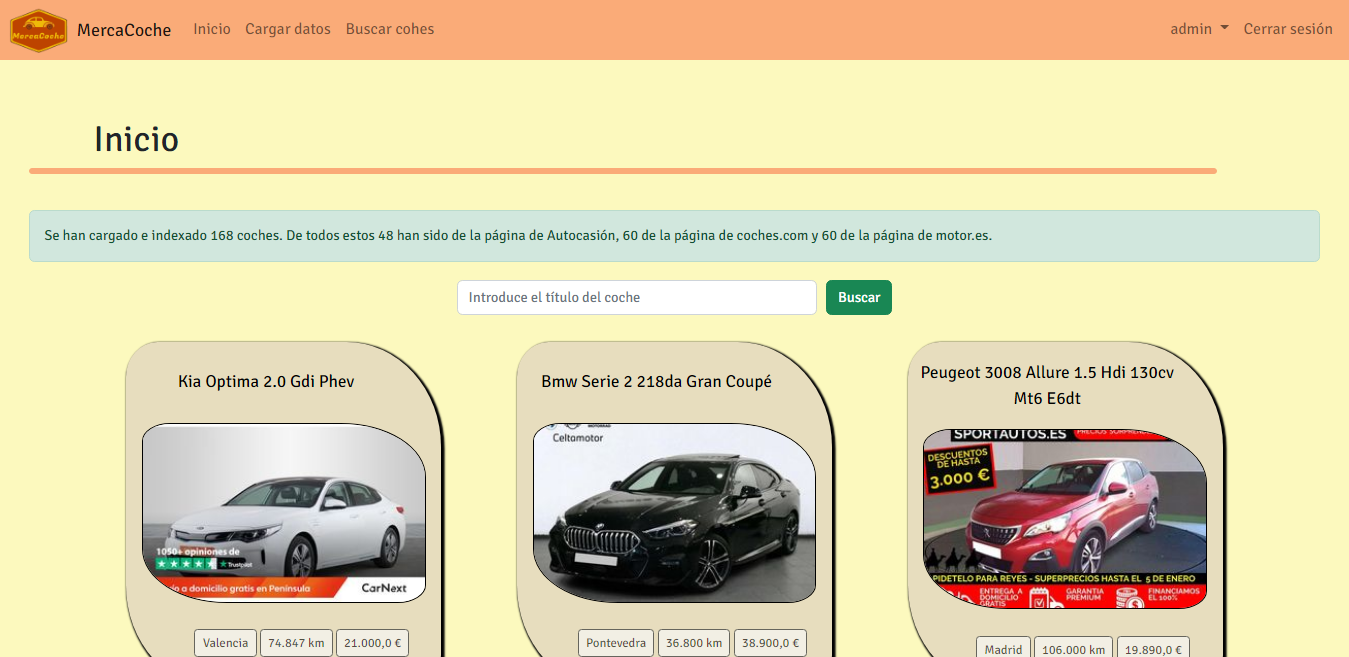 MercaCoche
MercaCoche Inicio Cargar datos Buscar cohes admin Cerrar sesión
Inicio
Se han cargado e indexado 168 coches. De todos estos 48 han sido de la página de Autocasión, 60 de la página de coches.com y 60 de la página de motor.es.
Introduce el título del coche Buscar
Kia Optima 2.0 Gdi Phev
1050+ opiniones de
Trustpilot
a domicilio gratis en Península CarNext
Valencia 74.847 km 21.000,0 €
Bmw Serie 2 218da Gran Coupé
Celtamotor
Pontevedra 36.800 km 38.900,0 €
Peugeot 3008 Allure 1.5 Hdi 130cv
Mt6 E6dt
SPORTAUTOS.ES PRECIOS
DESCUENTOS
DE HASTA
3.000 €
PIDETELO PARA REYES - SUPERPRECIOS HASTA EL 5 DE ENERO
ENTREGA A
DOMICILIO
GRATIS
GARANTIA
PREMIUM
FINANCIAMOS
EL 100%
Madrid 106.000 km 19.890,0 €